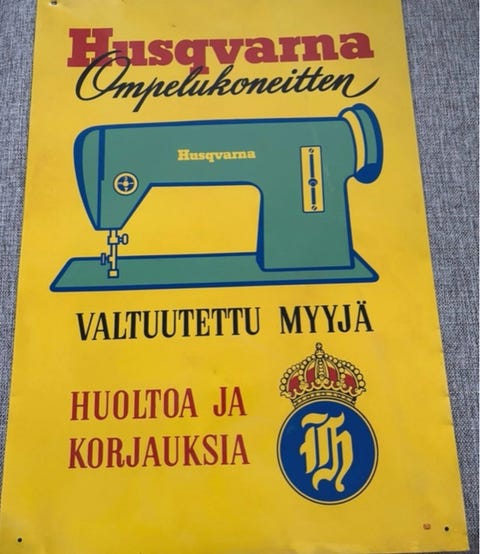 Husqvarna
Ompelukoneitten
Husqvarna
VALTUUTETTU MYYJÄ
HUOLTOA JA
KORJAUKSIA